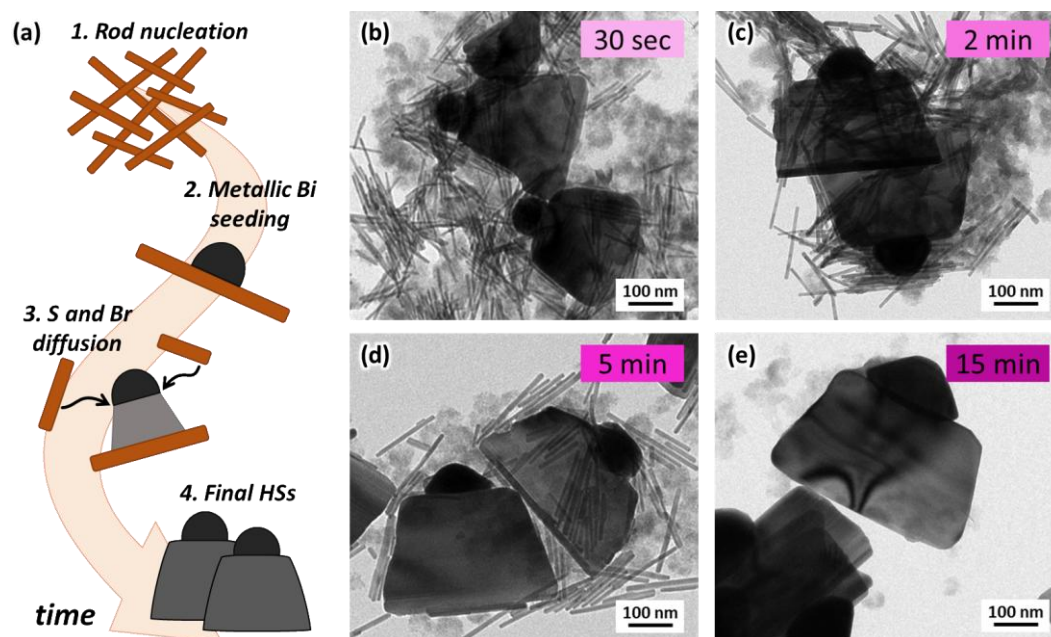 (a)
1. Rod nucleation
2. Metallic Bi
seeding
3. S and Br
diffusion
4. Final HSs
time
(b)
30 sec
100 nm
(c)
2 min
100 nm
(d)
5 min
100 nm
(e)
15 min
100 nm